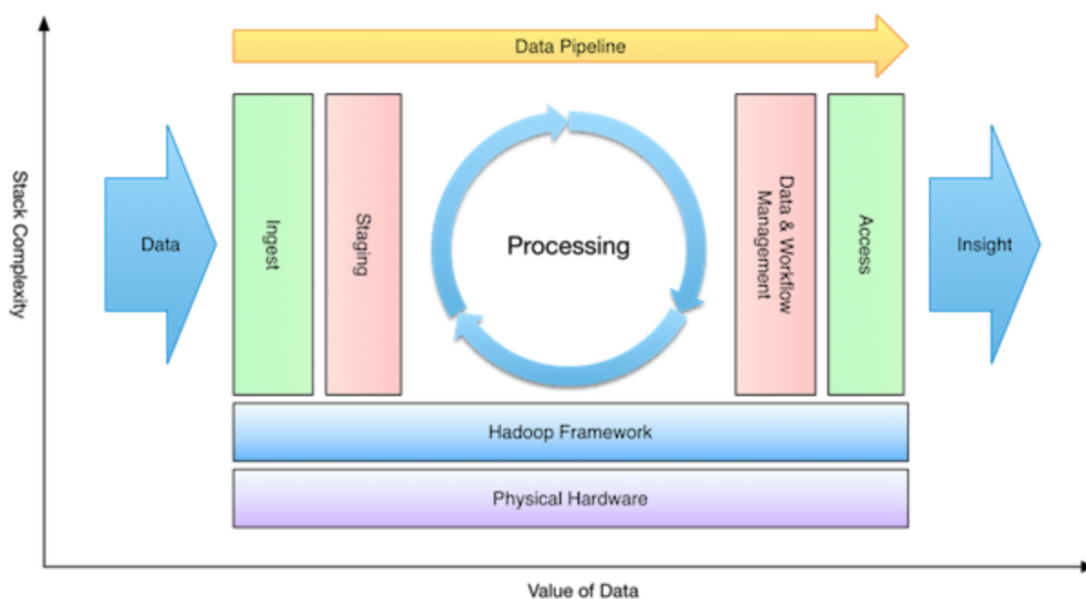 Data Pipeline
Stack Complexity
Data
Ingest
Staging
Processing
Data & Workflow
Management
Access
Insight
Hadoop Framework
Physical Hardware
Value of Data